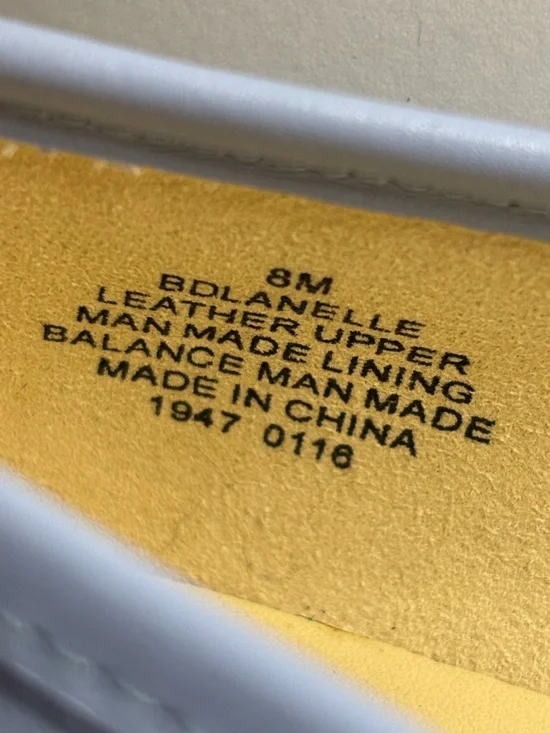 8M
BDLANELLE
LEATHER UPPER
MAN MADE LINING
BALANCE MAN MADE
MADE IN CHINA
1947 0116